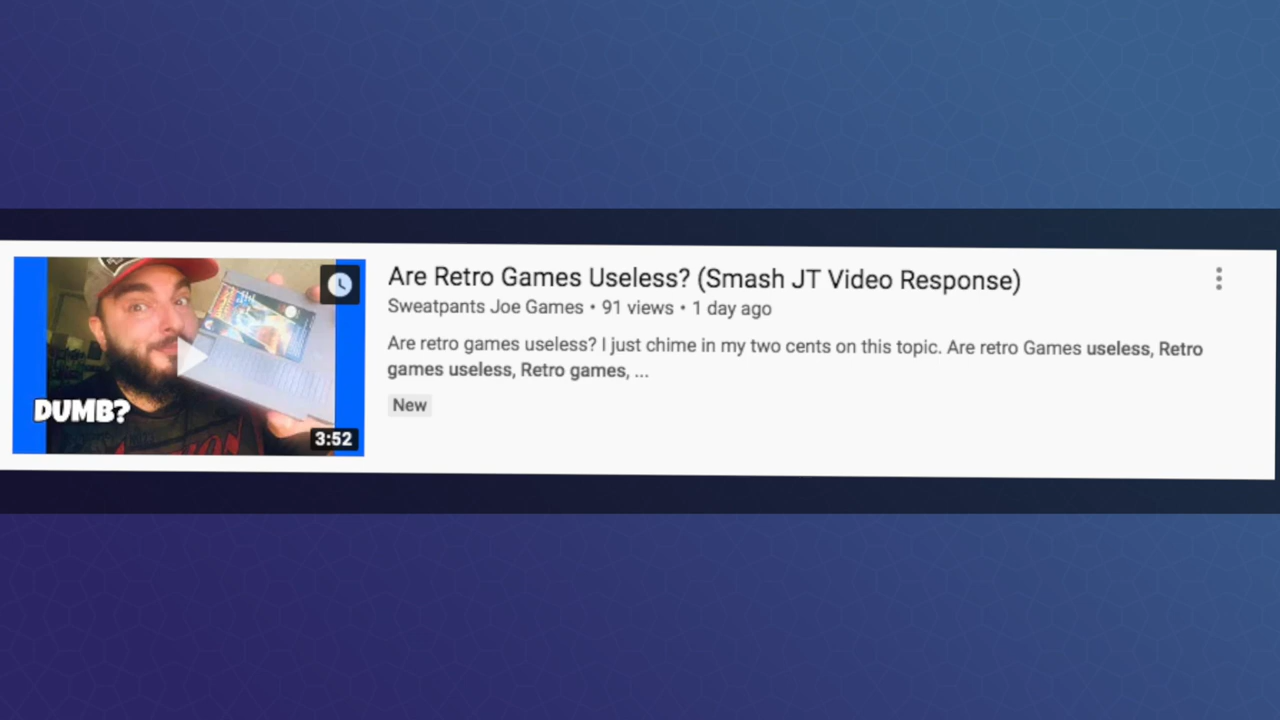 Are Retro Games Useless? (Smash JT Video Response)
Sweatpants Joe Games • 91 views • 1 day ago
Are retro games useless? I just chime in my two cents on this topic. Are retro Games useless, Retro
games useless, Retro games, ...
New
DUMB?
3:52